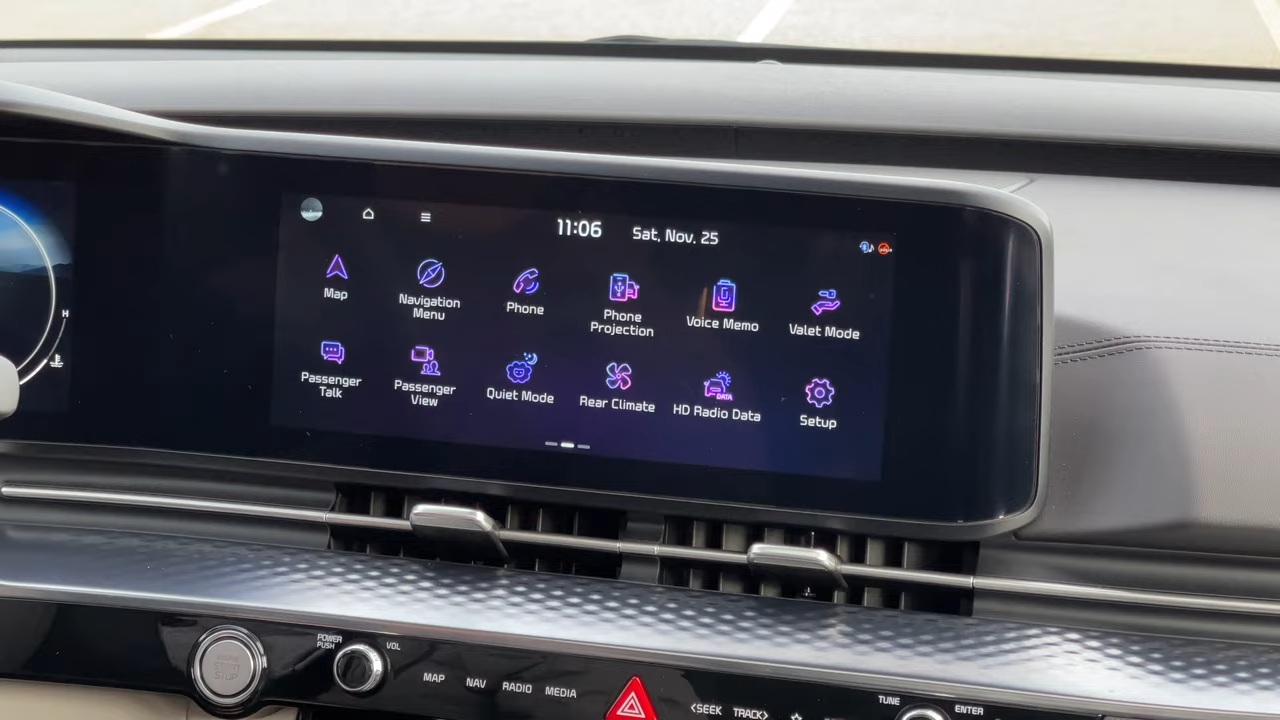 11:06 Sat, Nov. 25
Map
Navigation
Menu
Phone
Phone
Projection
Voice Memo
Valet Mode
Passenger
Talk
Passenger
View
Quiet Mode
Rear Climate
DATA
HD Radio Data
Setup
H
START
STOP
POWER
PUSH
VOL
MAP
NAV
RADIO
MEDIA
<SEEK
TRACK>
TUNE
ENTER